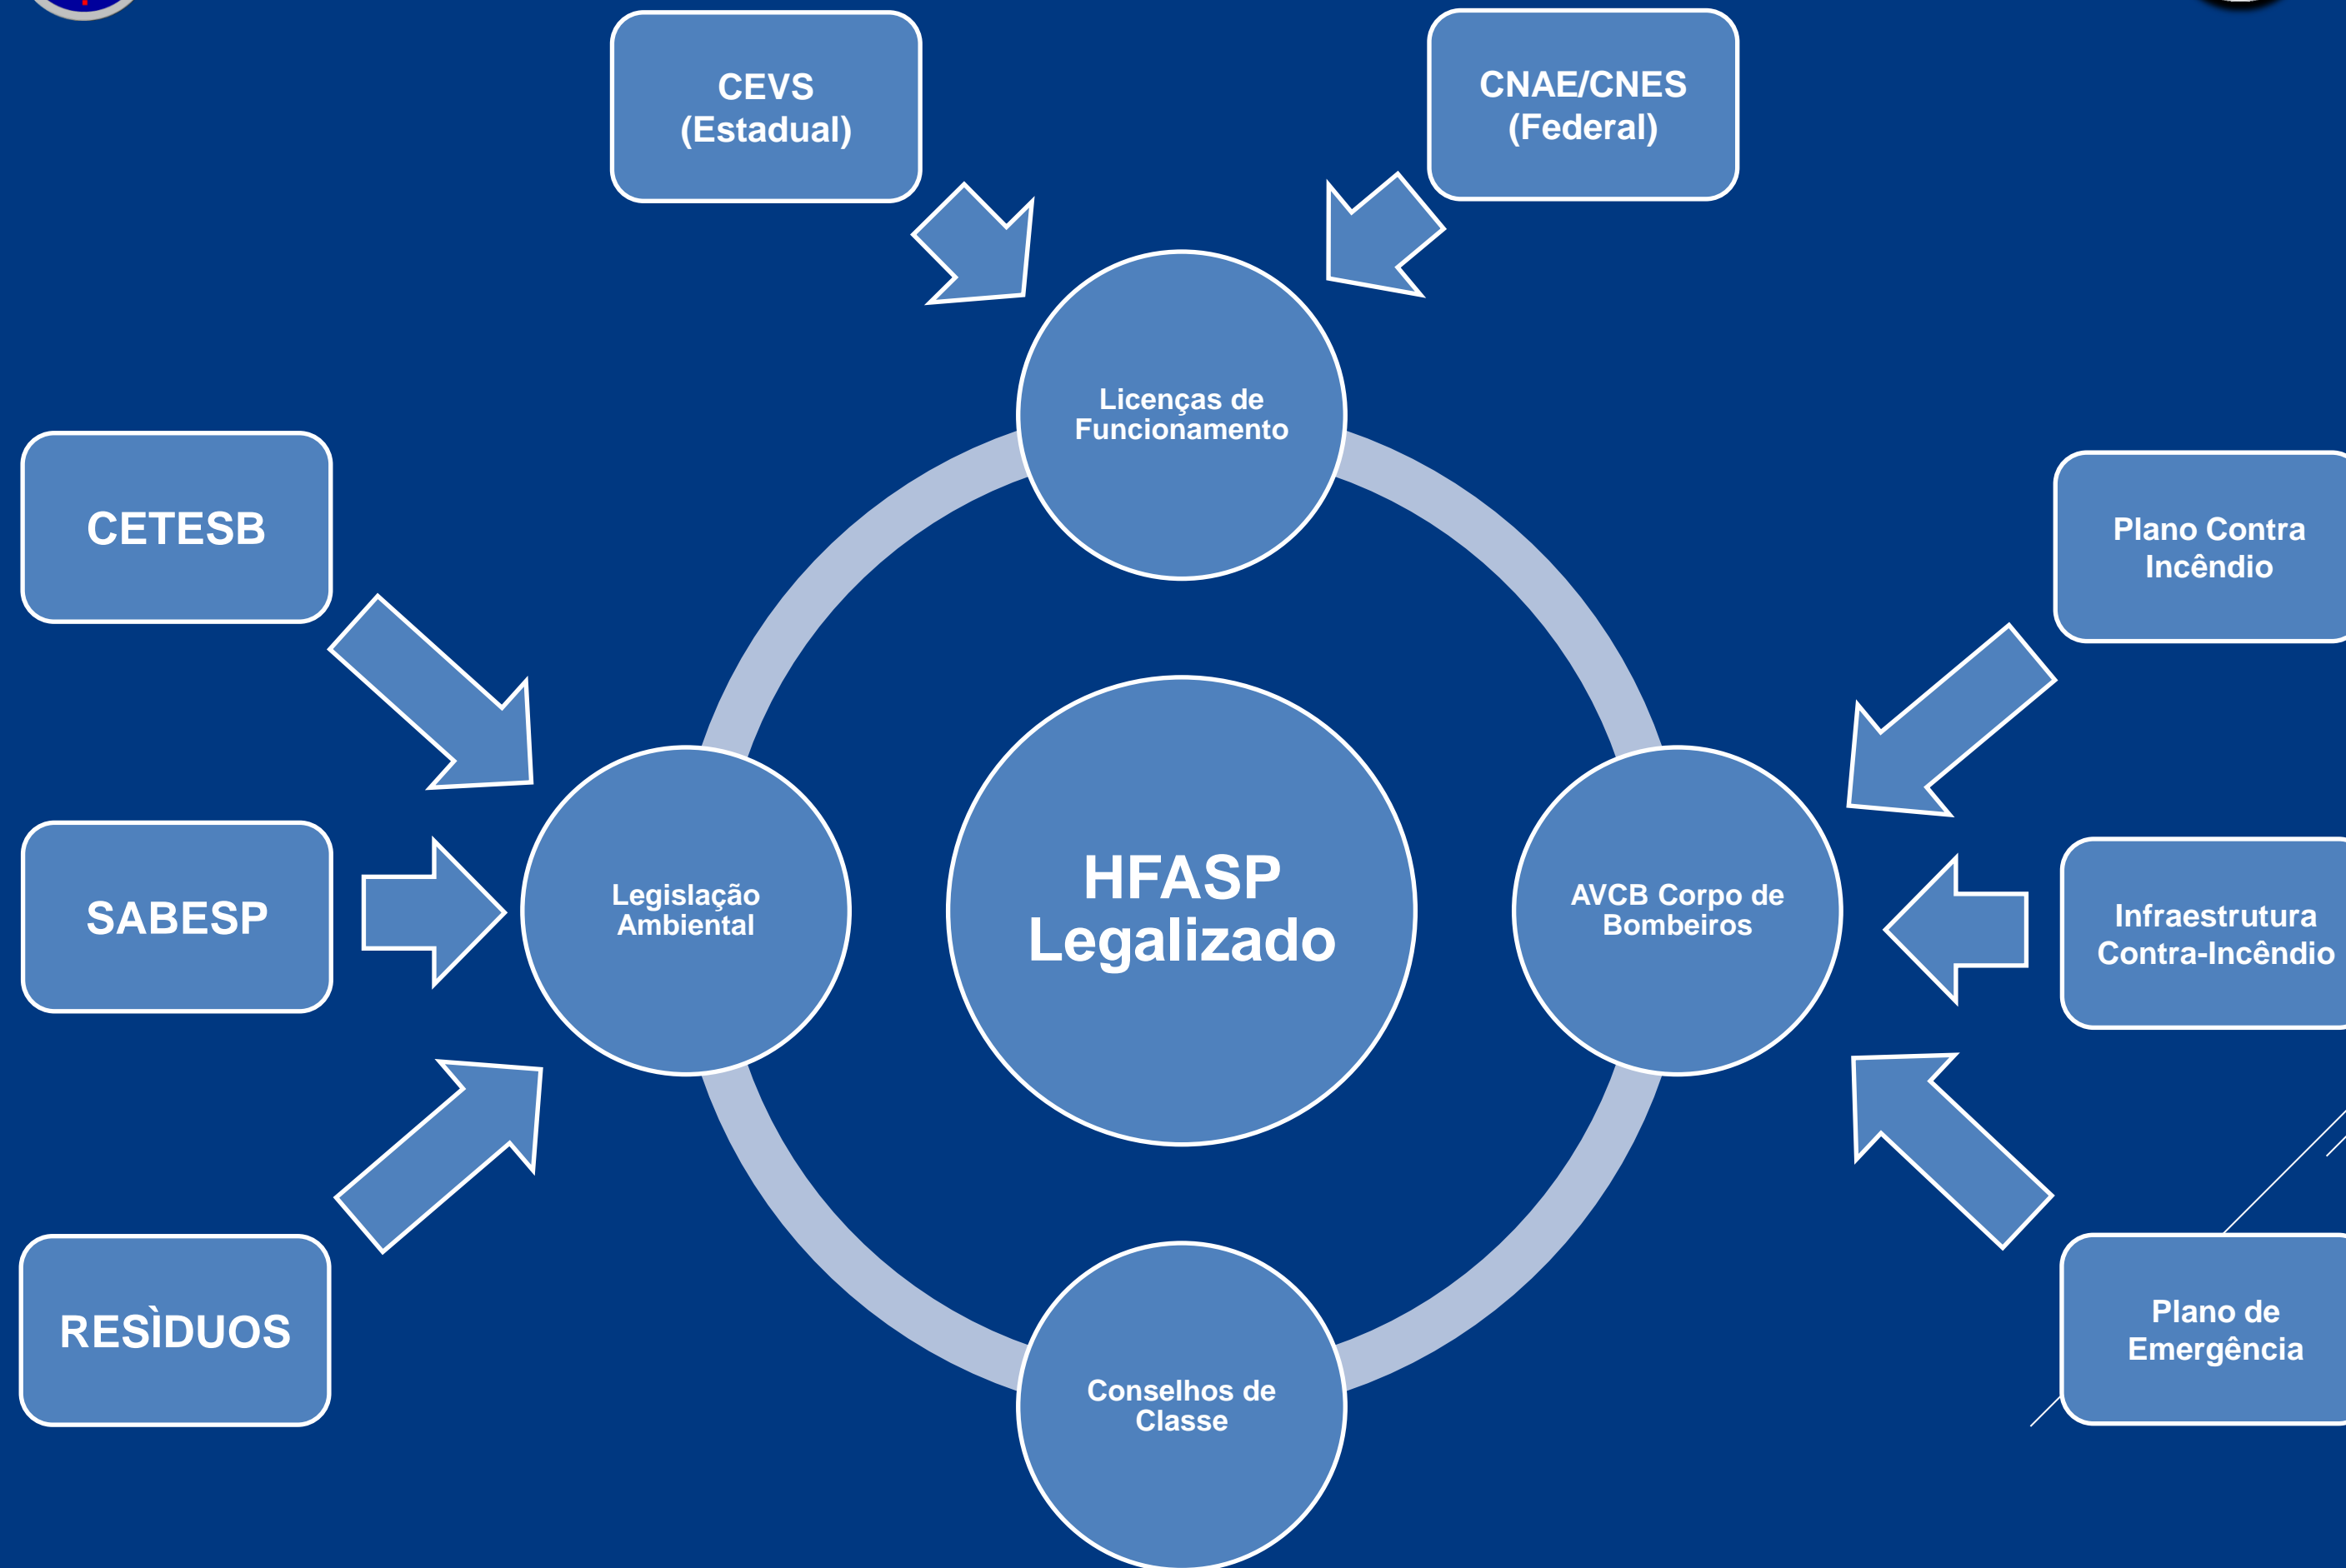 CEVS
(Estadual)
CNAE/CNES
(Federal)
Licenças de
Funcionamento
CETESB
Plano Contra
Incêndio
SABESP
Legislação
Ambiental
HFASP
Legalizado
AVCB Corpo de
Bombeiros
Infraestrutura
Contra-Incêndio
RESÌDUOS
Conselhos de
Classe
Plano de
Emergência